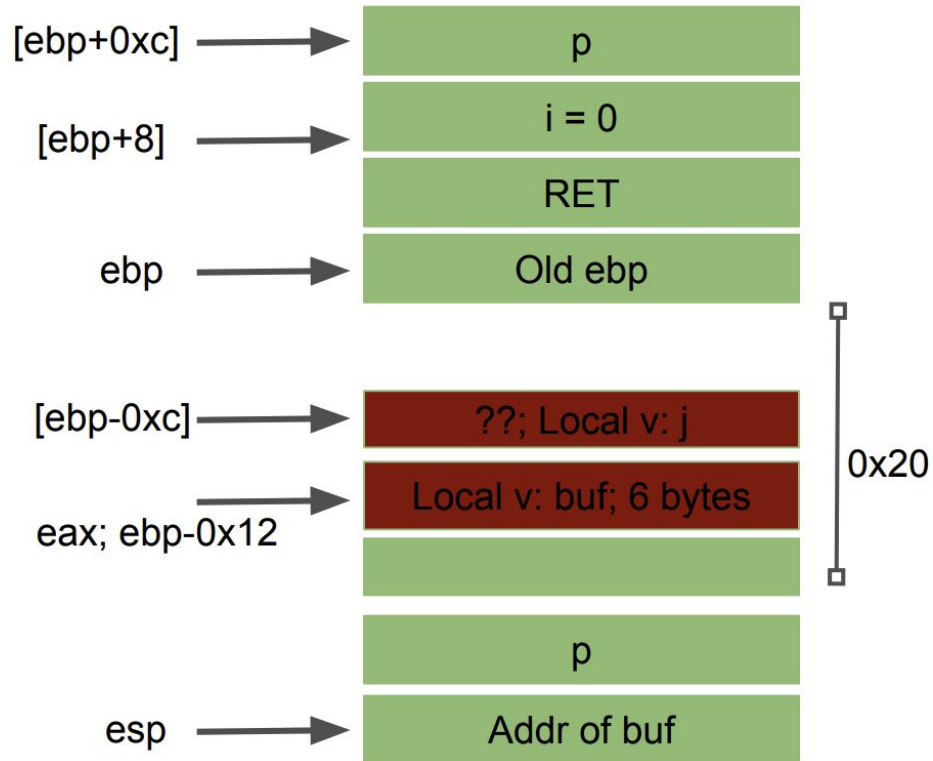 [ebp+0xc]
p
i = 0
[ebp+8]
RET
ebp
Old ebp
[ebp-0xc]
??; Local v: j
0x20
Local v: buf; 6 bytes
eax; ebp-0x12
p
esp
Addr of buf